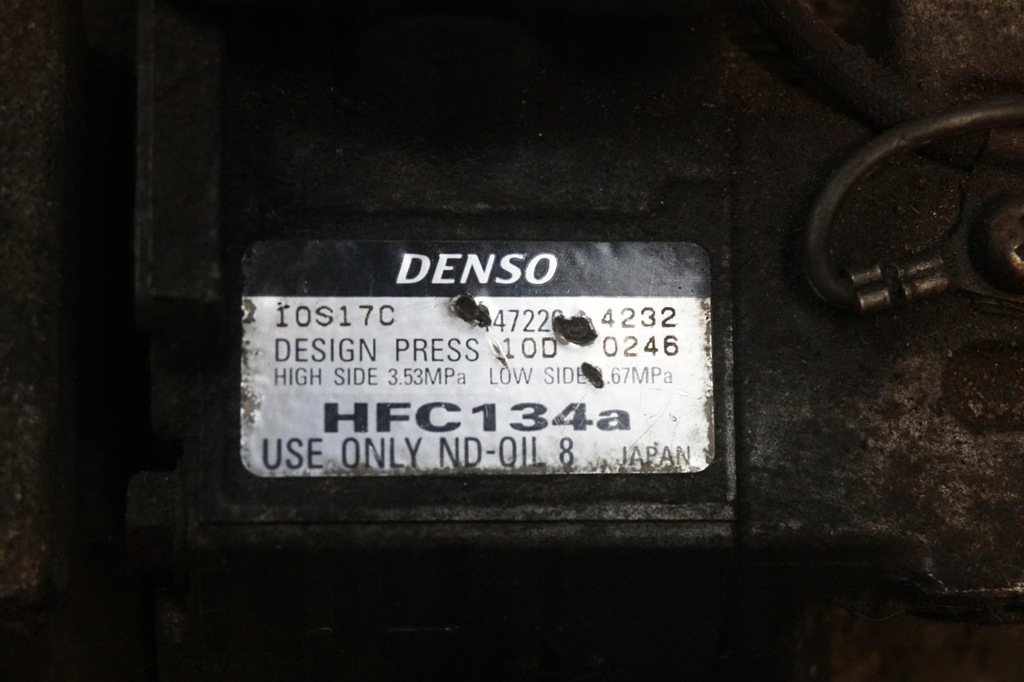 DENSO
10S17C 4232
DESIGN PRESS 10D 0246
HIGH SIDE 3.53MPa LOW SIDE .67MPa
HFC134a
USE ONLY ND-OIL 8 JAPAN